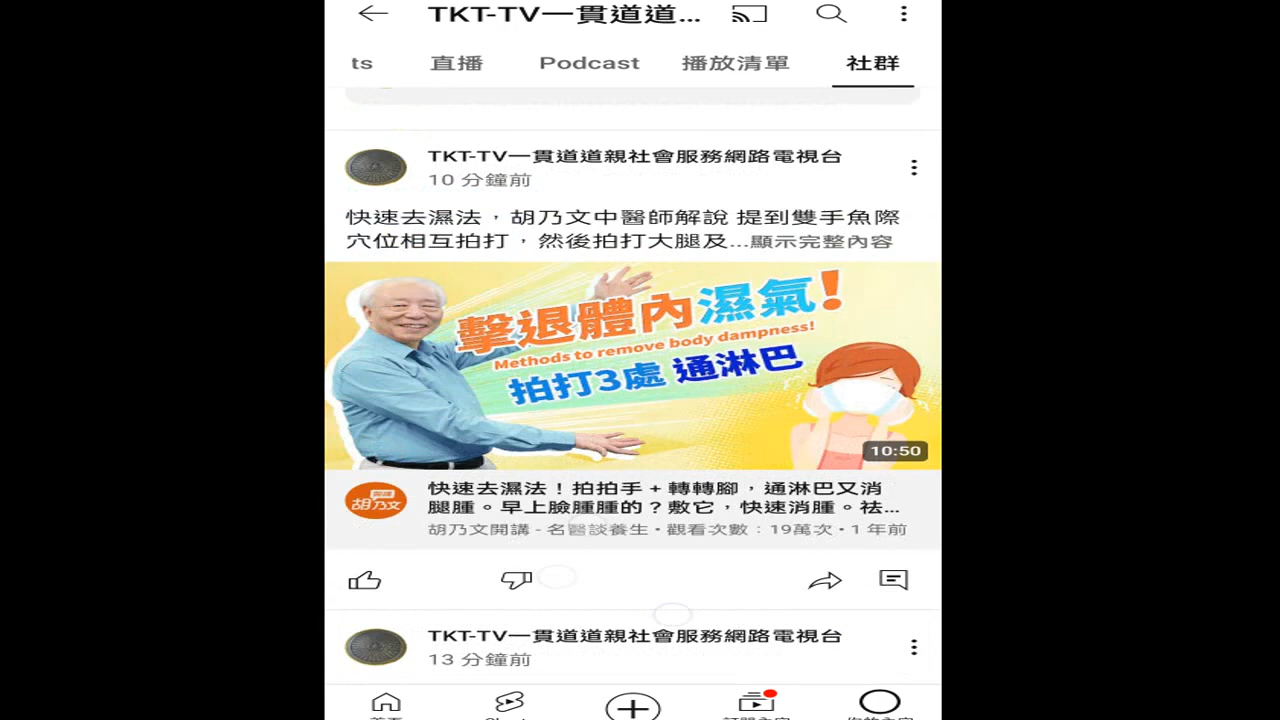 TKT-TV一貫道道...
ts 直播 Podcast 播放清單 社群
TKT-TV一貫道道親社會服務網路電視台
10 分鐘前
快速去濕法，胡乃文中醫師解說 提到雙手魚際
穴位相互拍打，然後拍打大腿及...顯示完整內容
擊退體內濕氣！
Methods to remove body dampness!
拍打3處 通淋巴
10:50
胡乃文
快速去濕法！拍拍手 + 轉轉腳，通淋巴又消
腿腫。早上臉腫腫的？敷它，快速消腫。祛...
胡乃文開講 - 名醫談養生・觀看次數：19萬次・1 年前
TKT-TV一貫道道親社會服務網路電視台
13 分鐘前